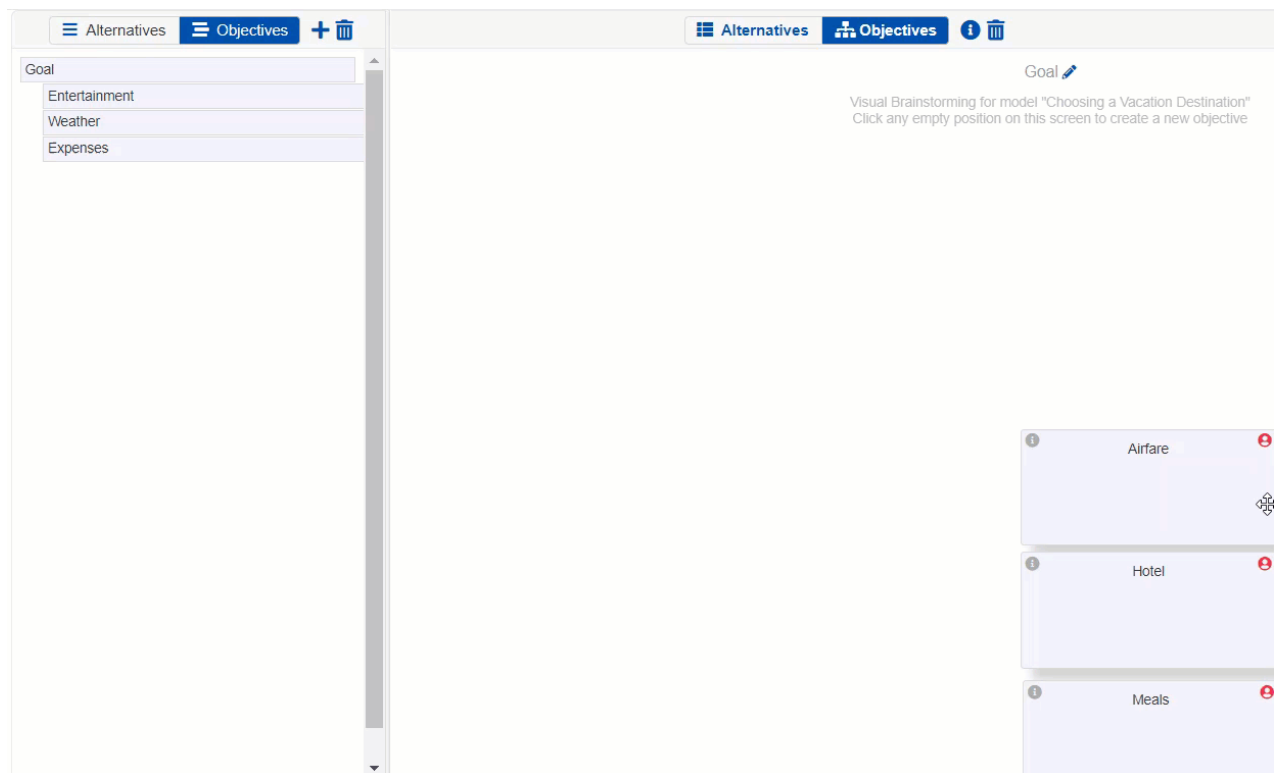 Alternatives Objectives
Goal
Entertainment
Weather
Expenses
Alternatives Objectives
Goal
Visual Brainstorming for model "Choosing a Vacation Destination"
Click any empty position on this screen to create a new objective
Airfare
Hotel
Meals